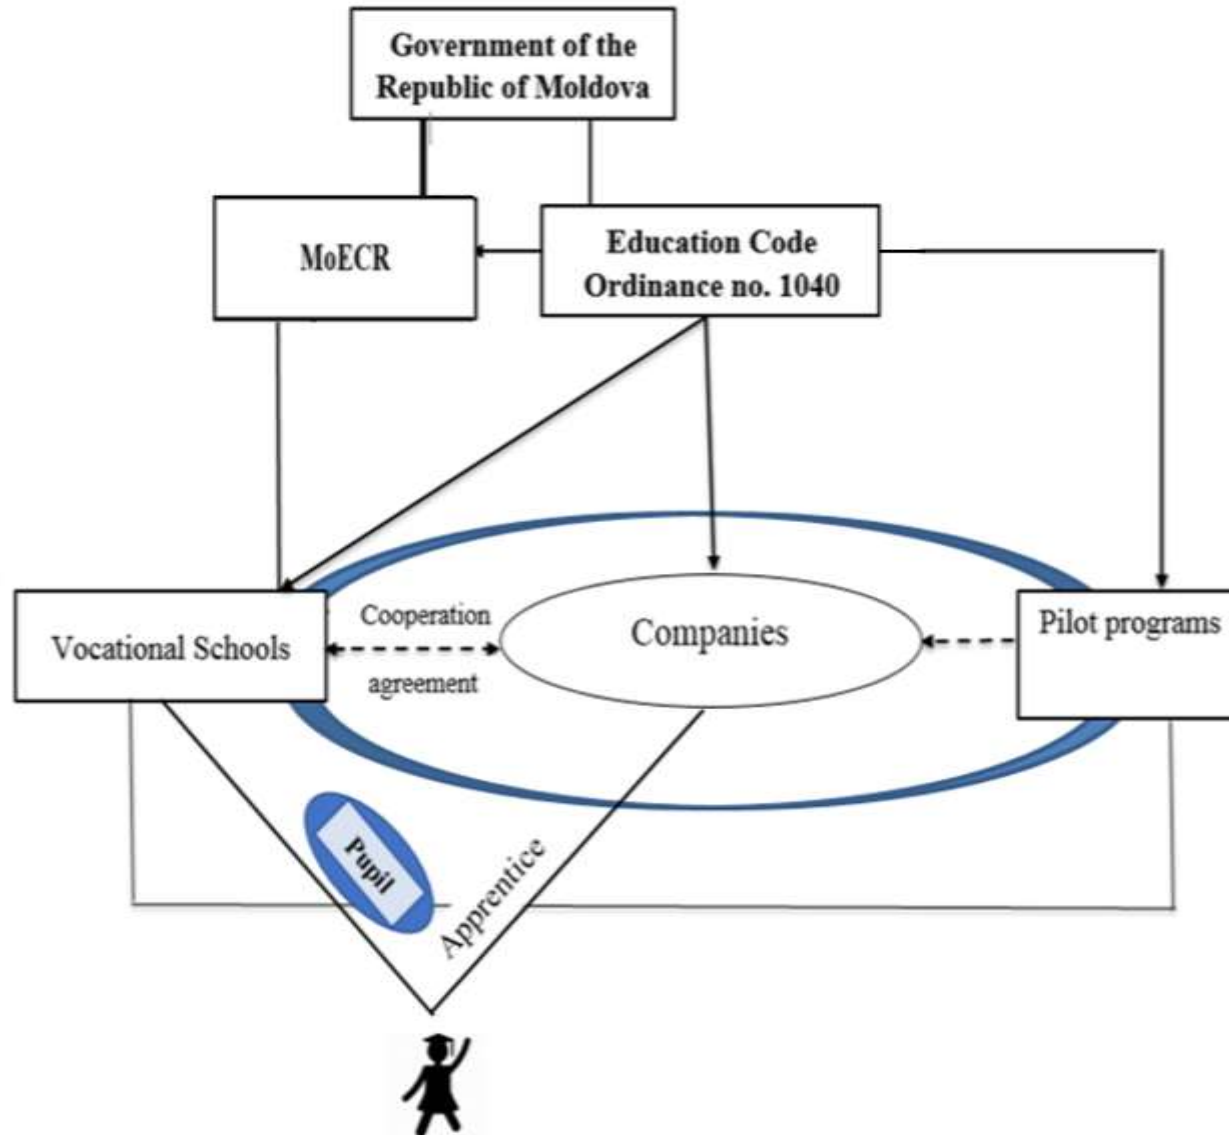 Government of the
Republic of Moldova
MoECR
Education Code
Ordinance no. 1040
Vocational Schools
Cooperation
agreement
Companies
Pilot programs
Pupil
Apprentice